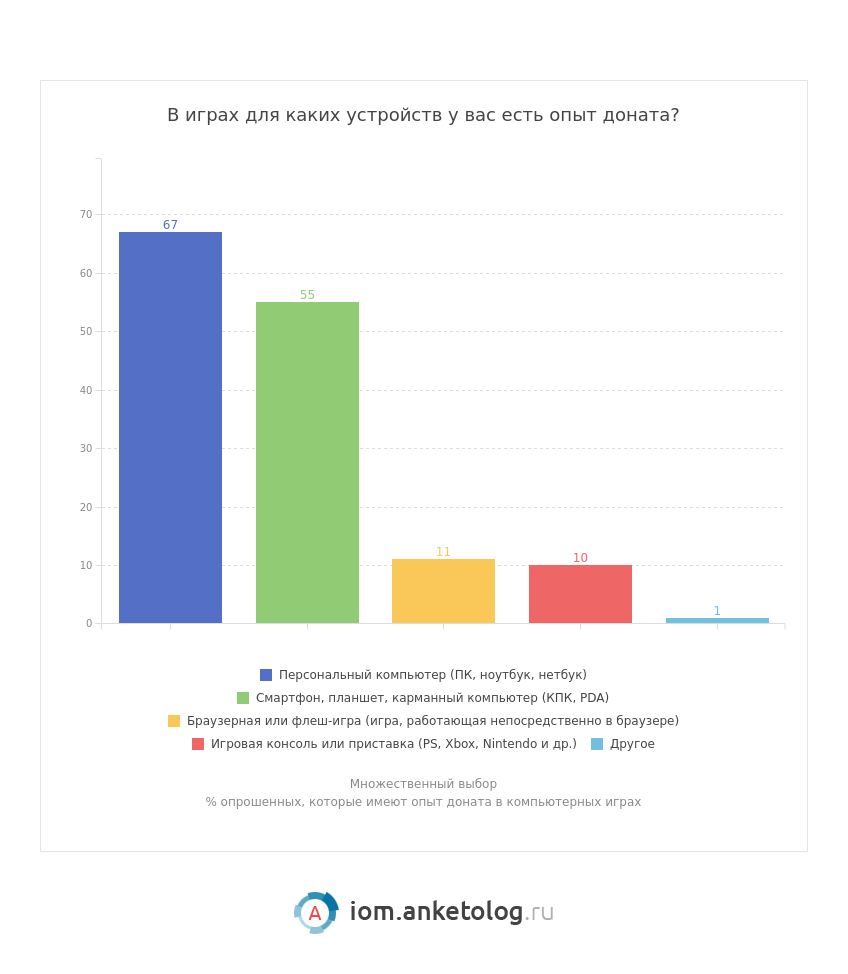 В играх для каких устройств у вас есть опыт доната?
70
67
60
55
50
40
30
20
10
0
11
10
1
Персональный компьютер (ПК, ноутбук, нетбук)
Смартфон, планшет, карманный компьютер (КПК, PDA)
Браузерная или флеш-игра (игра, работающая непосредственно в браузере)
Игровая консоль или приставка (PS, Xbox, Nintendo и др.) Другое
Множественный выбор
% опрошенных, которые имеют опыт доната в компьютерных играх
A iom.anketolog.ru